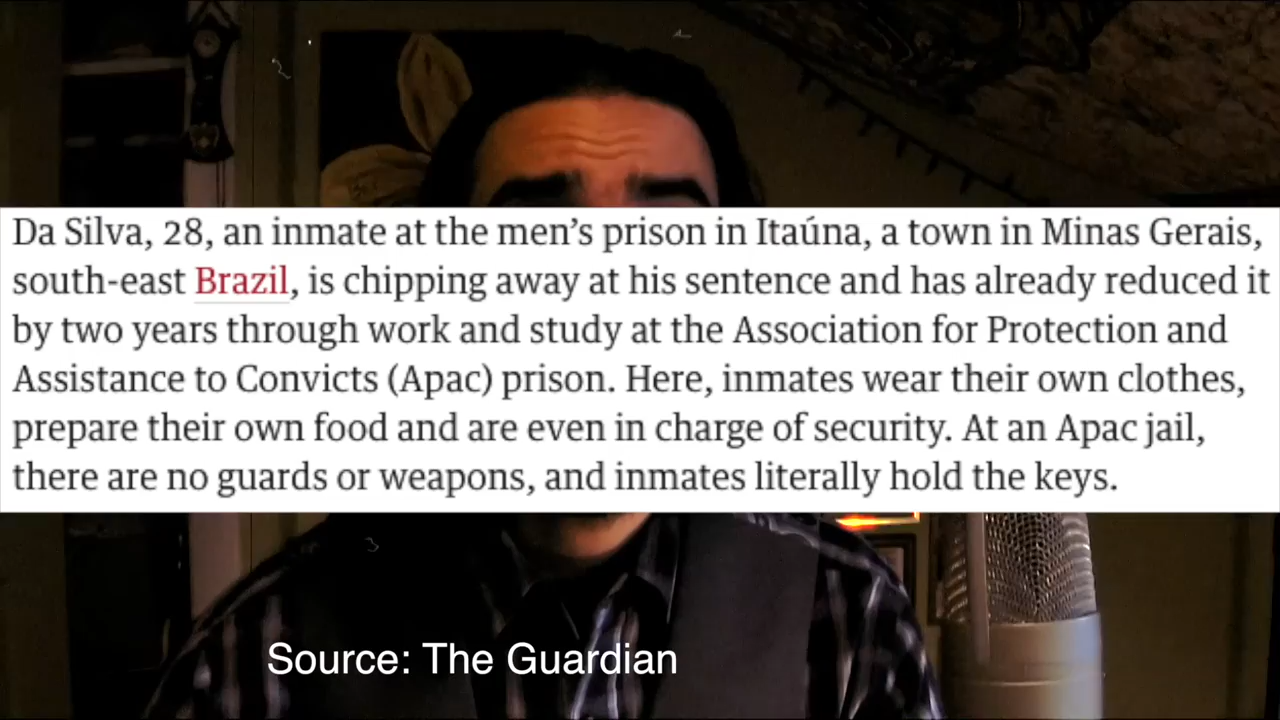 Da Silva, 28, an inmate at the men’s prison in Itaúna, a town in Minas Gerais,
south-east Brazil, is chipping away at his sentence and has already reduced it
by two years through work and study at the Association for Protection and
Assistance to Convicts (Apac) prison. Here, inmates wear their own clothes,
prepare their own food and are even in charge of security. At an Apac jail,
there are no guards or weapons, and inmates literally hold the keys.
Source: The Guardian